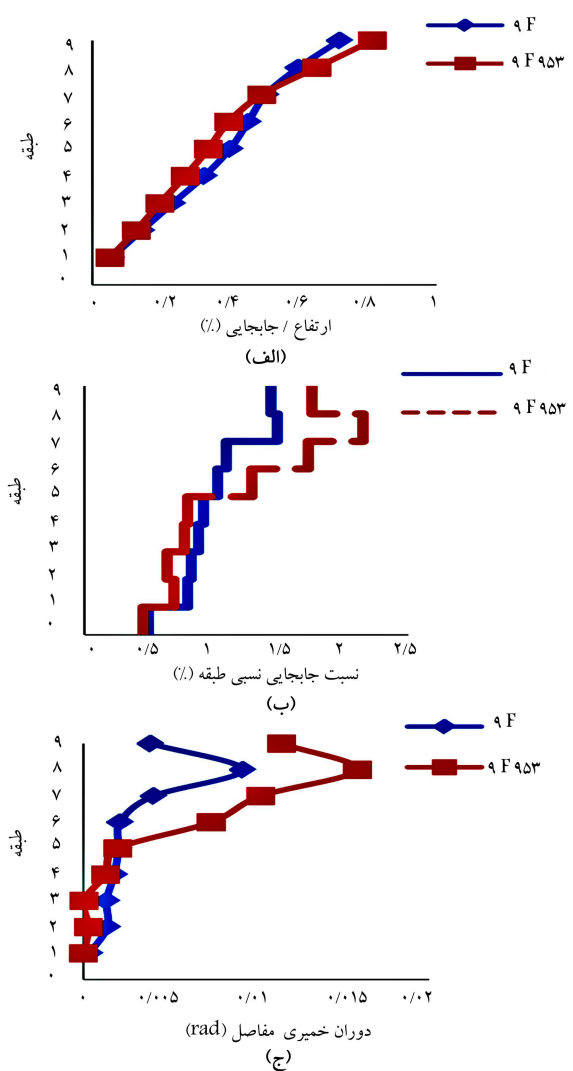 ۹ F
۹ F ۹۵۳
طبقه
۹
۸
۷
۶
۵
۴
۳
۲
۱
۰
۰ ۰/۲ ۰/۴ ۰/۶ ۰/۸ ۱
ارتفاع / جابجایی (٪)
(الف)
۹ F
۹ F ۹۵۳
طبقه
۹
۸
۷
۶
۵
۴
۳
۲
۱
۰
۰ ۰/۵ ۱ ۱/۵ ۲ ۲/۵
نسبت جابجایی نسبی طبقه (٪)
(ب)
۹ F
۹ F ۹۵۳
طبقه
۹
۸
۷
۶
۵
۴
۳
۲
۱
۰
۰ ۰/۰۰۵ ۰/۰۱ ۰/۰۱۵ ۰/۰۲
دوران خمیری مفاصل (rad)
(ج)